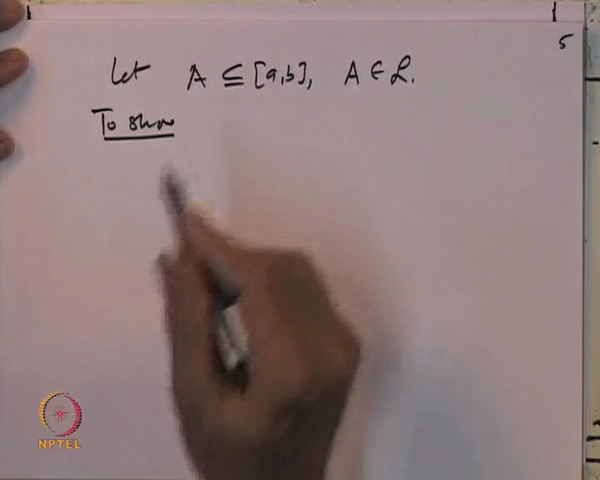 5
Let A ⊆ [a,b], A ∈ ℒ.
To show
NPTEL